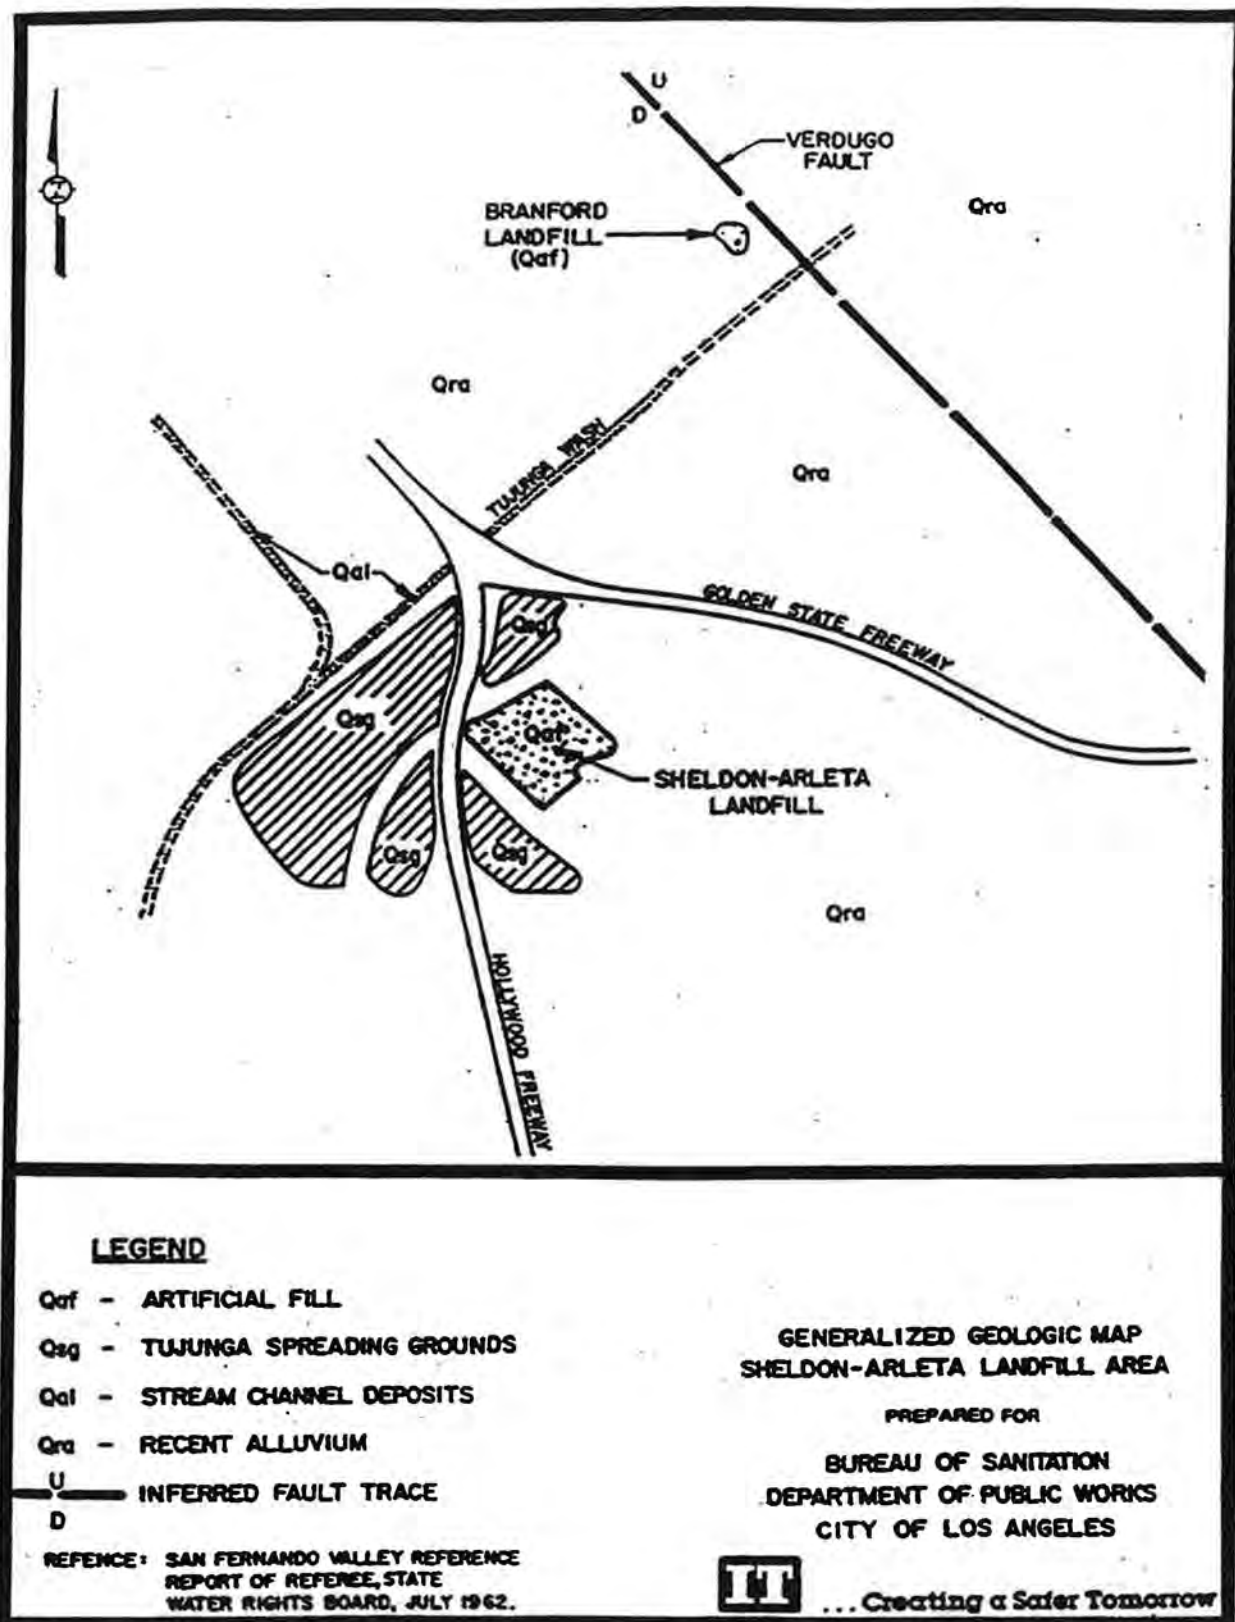 U
D
VERDUGO
FAULT
BRANFORD
LANDFILL
(Qaf)
Qra
Qra
TUJUNGA WASH
Qra
Qal
GOLDEN STATE FREEWAY
Qsg
Qsg
Qaf
SHELDON-ARLETA
LANDFILL
Qsg
Qsg
Qra
HOLLYWOOD FREEWAY
LEGEND
Qaf - ARTIFICIAL FILL
Qsg - TUJUNGA SPREADING GROUNDS
Qal - STREAM CHANNEL DEPOSITS
Qra - RECENT ALLUVIUM
U
INFERRED FAULT TRACE
D
REFENCE: SAN FERNANDO VALLEY REFERENCE
REPORT OF REFEREE, STATE
WATER RIGHTS BOARD, JULY 1962.
GENERALIZED GEOLOGIC MAP
SHELDON-ARLETA LANDFILL AREA
PREPARED FOR
BUREAU OF SANITATION
DEPARTMENT OF PUBLIC WORKS
CITY OF LOS ANGELES
IT ...Creating a Safer Tomorrow